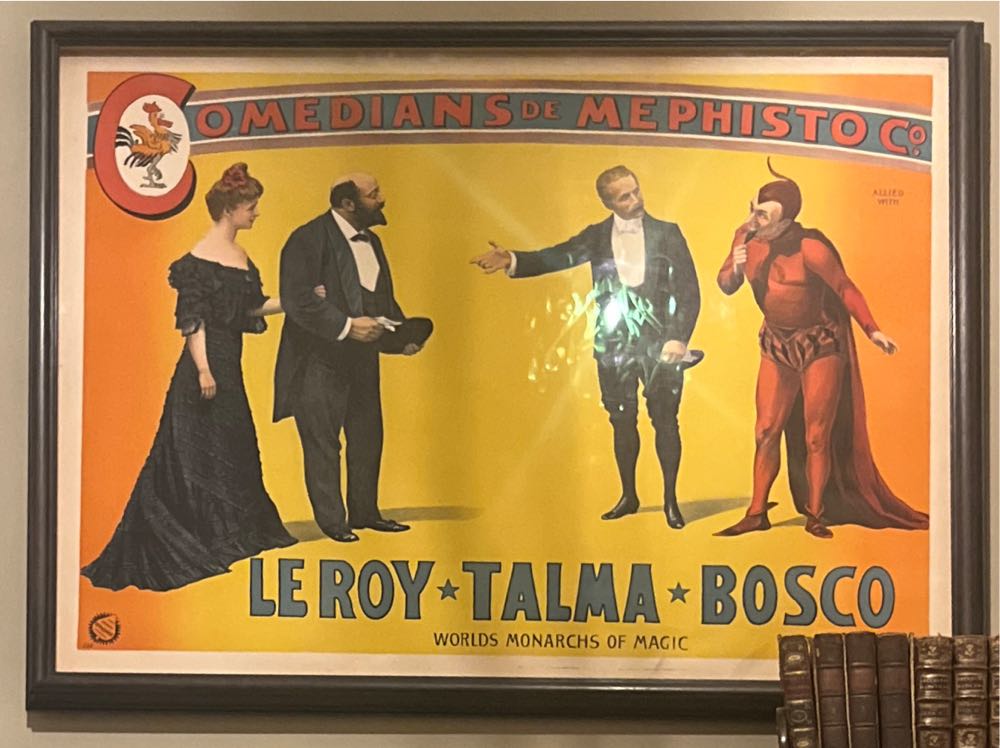 COMEDIANS DE MEPHISTO CO.
ALLIED
WITH
LE ROY ★ TALMA ★ BOSCO
WORLDS MONARCHS OF MAGIC